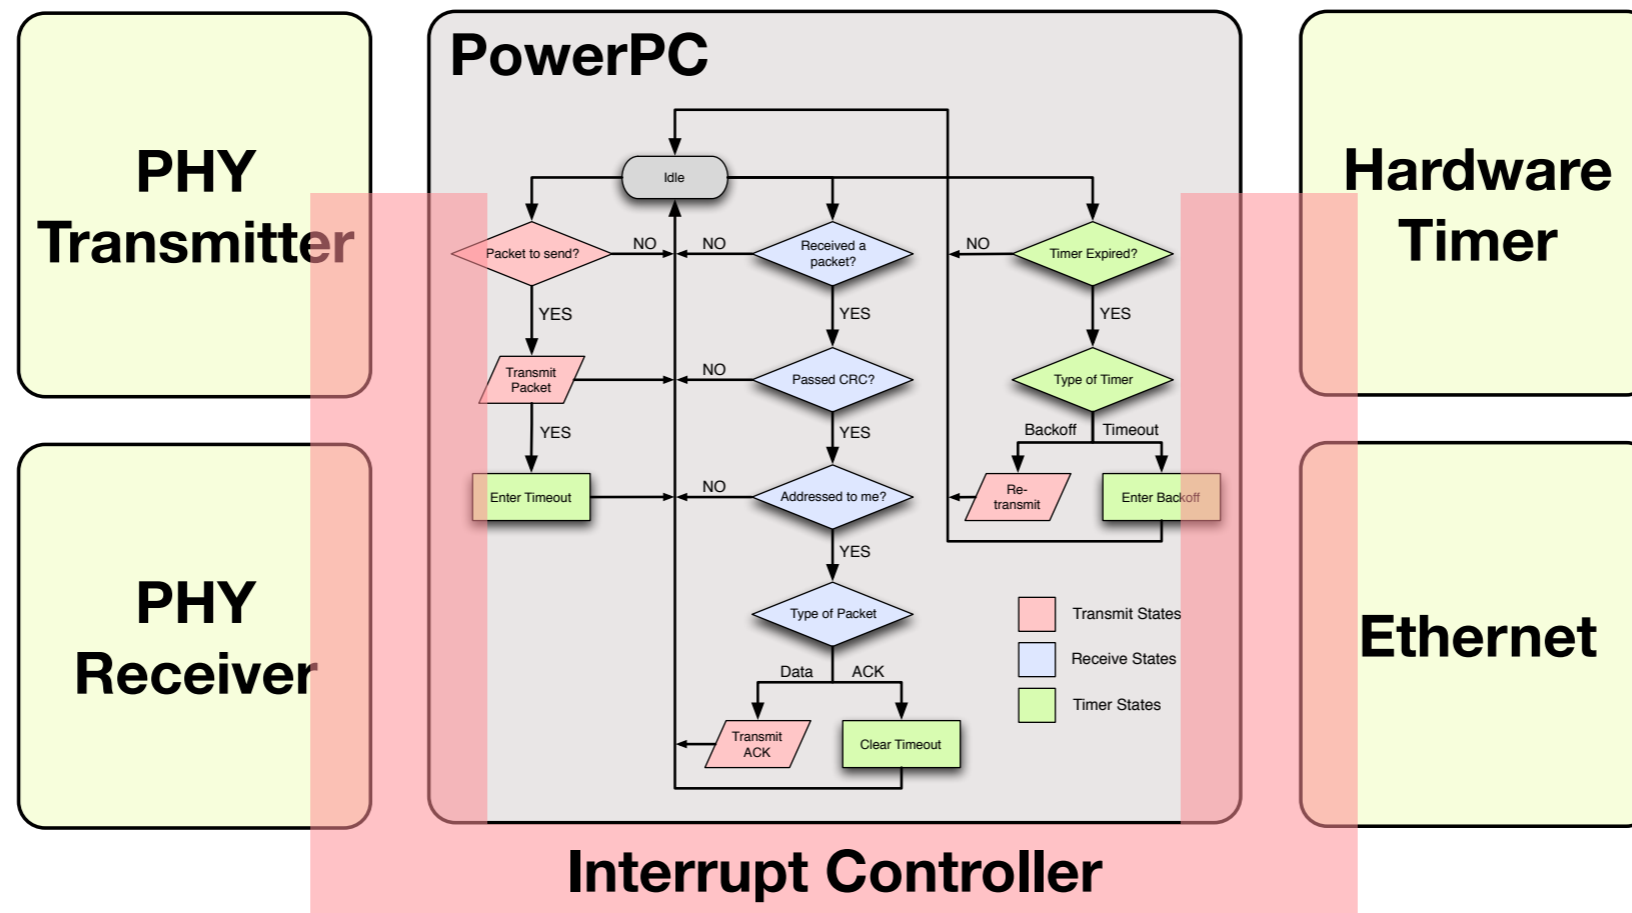 PowerPC
PHY
Transmitter
PHY
Receiver
Hardware
Timer
Ethernet
Interrupt Controller
Idle
Packet to send?
NO
NO
Received a
packet?
NO
Timer Expired?
YES
YES
YES
Transmit
Packet
NO
Passed CRC?
Type of Timer
YES
YES
Backoff
Timeout
Enter Timeout
NO
Addressed to me?
Re-
transmit
Enter Backoff
YES
Type of Packet
Transmit States
Receive States
Timer States
Data
ACK
Transmit
ACK
Clear Timeout